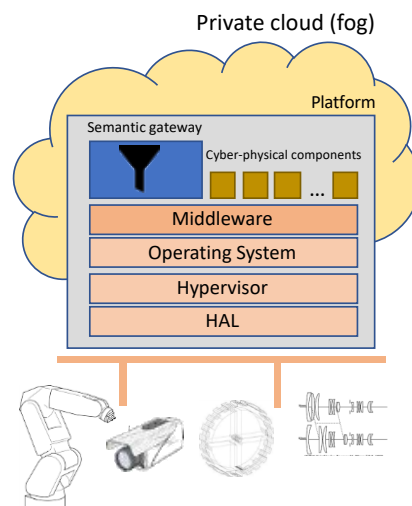 Private cloud (fog)
Platform
Semantic gateway
Cyber-physical components
...
Middleware
Operating System
Hypervisor
HAL